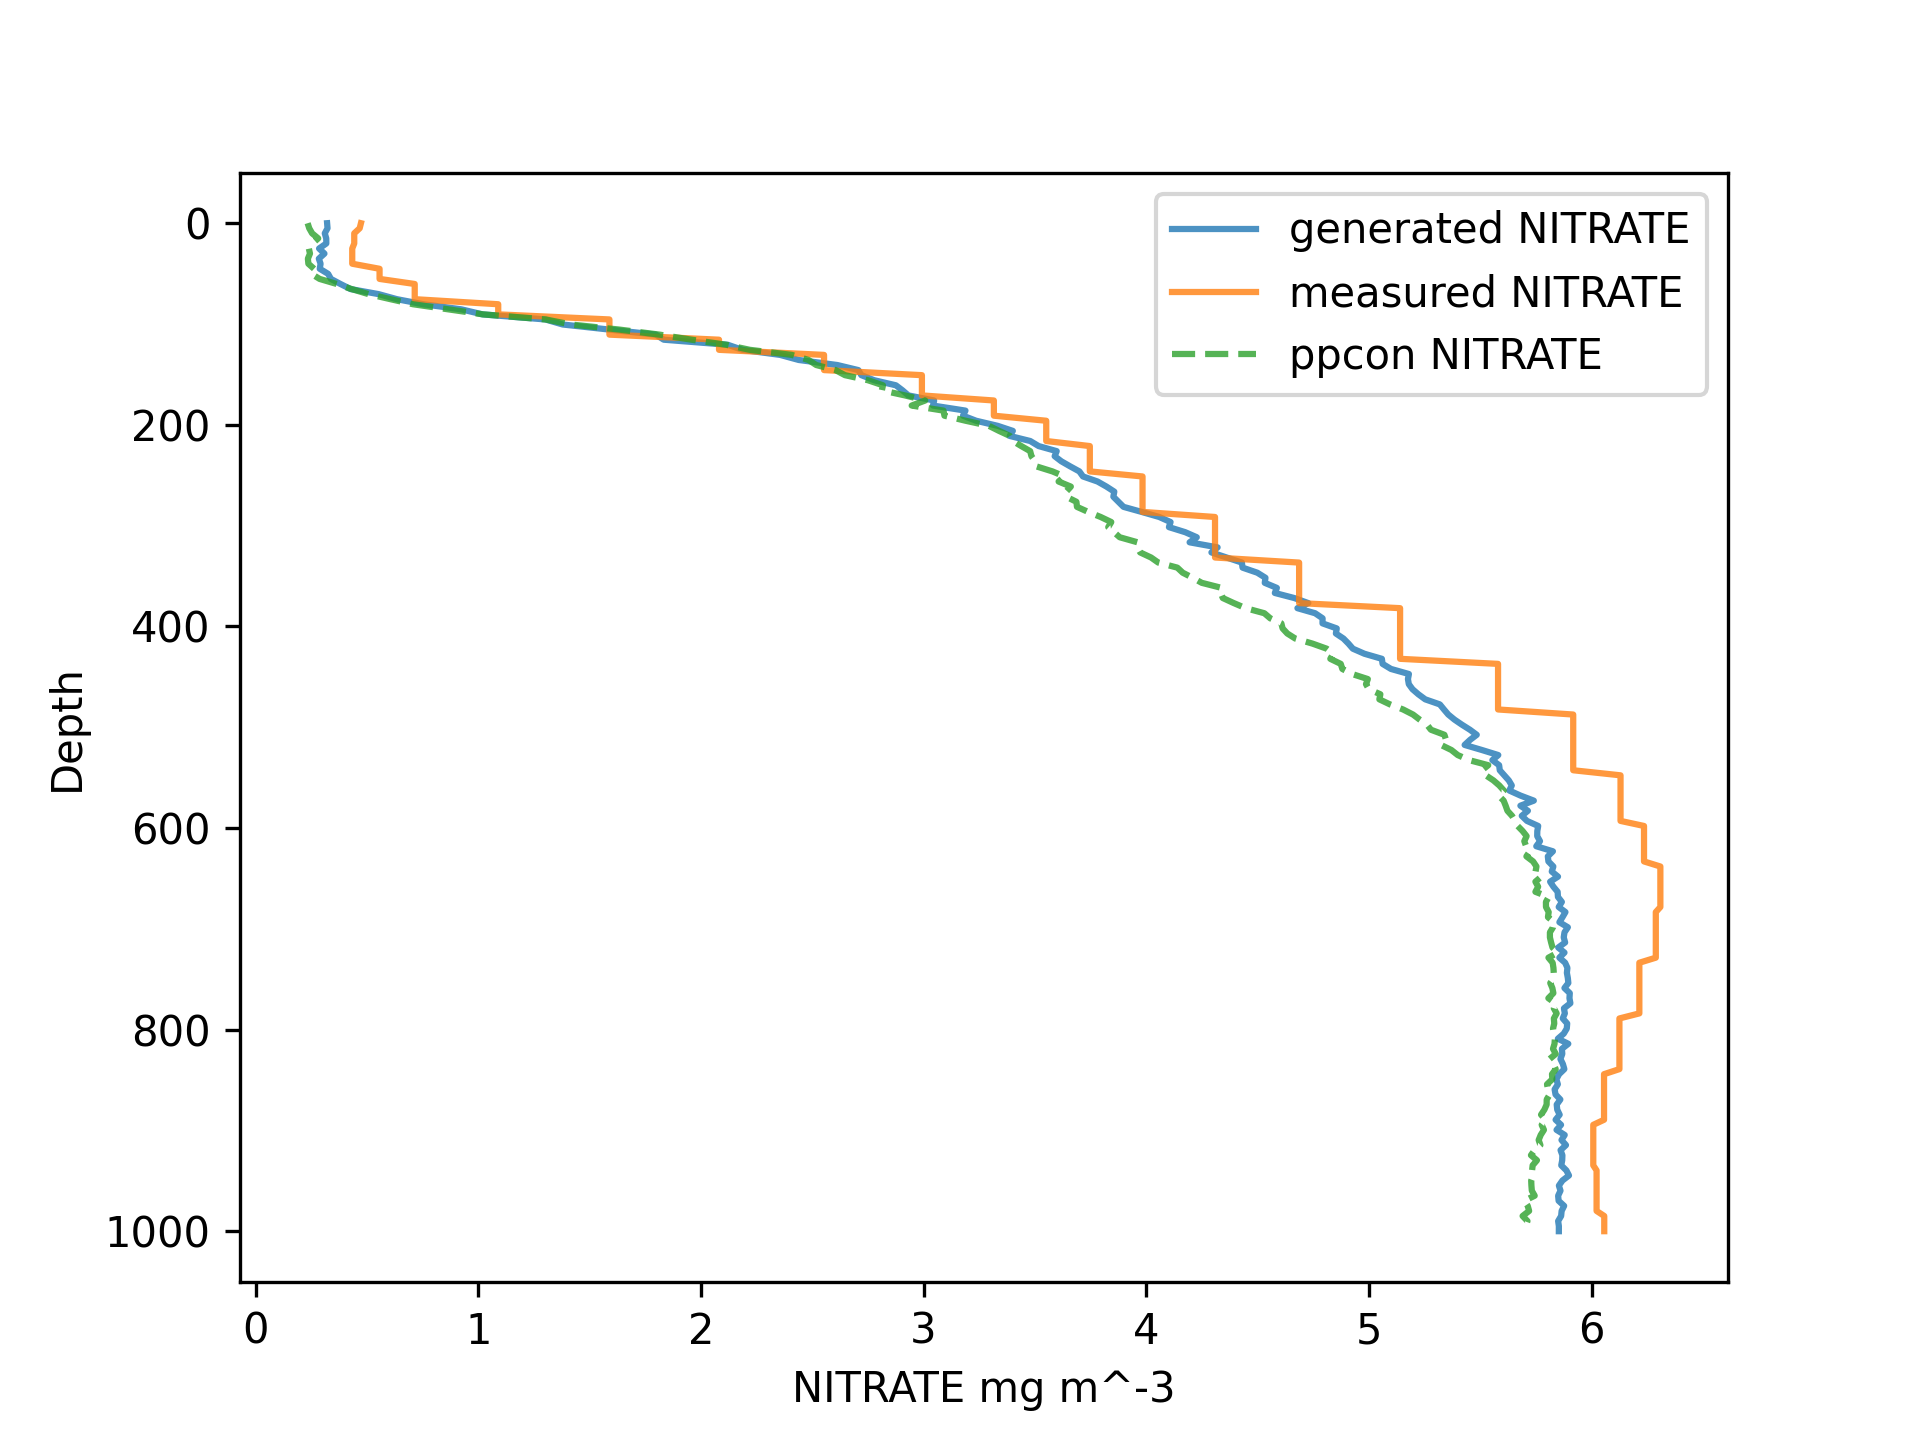 generated NITRATE
measured NITRATE
ppcon NITRATE
0
200
400
600
800
1000
Depth
0 1 2 3 4 5 6
NITRATE mg m^-3